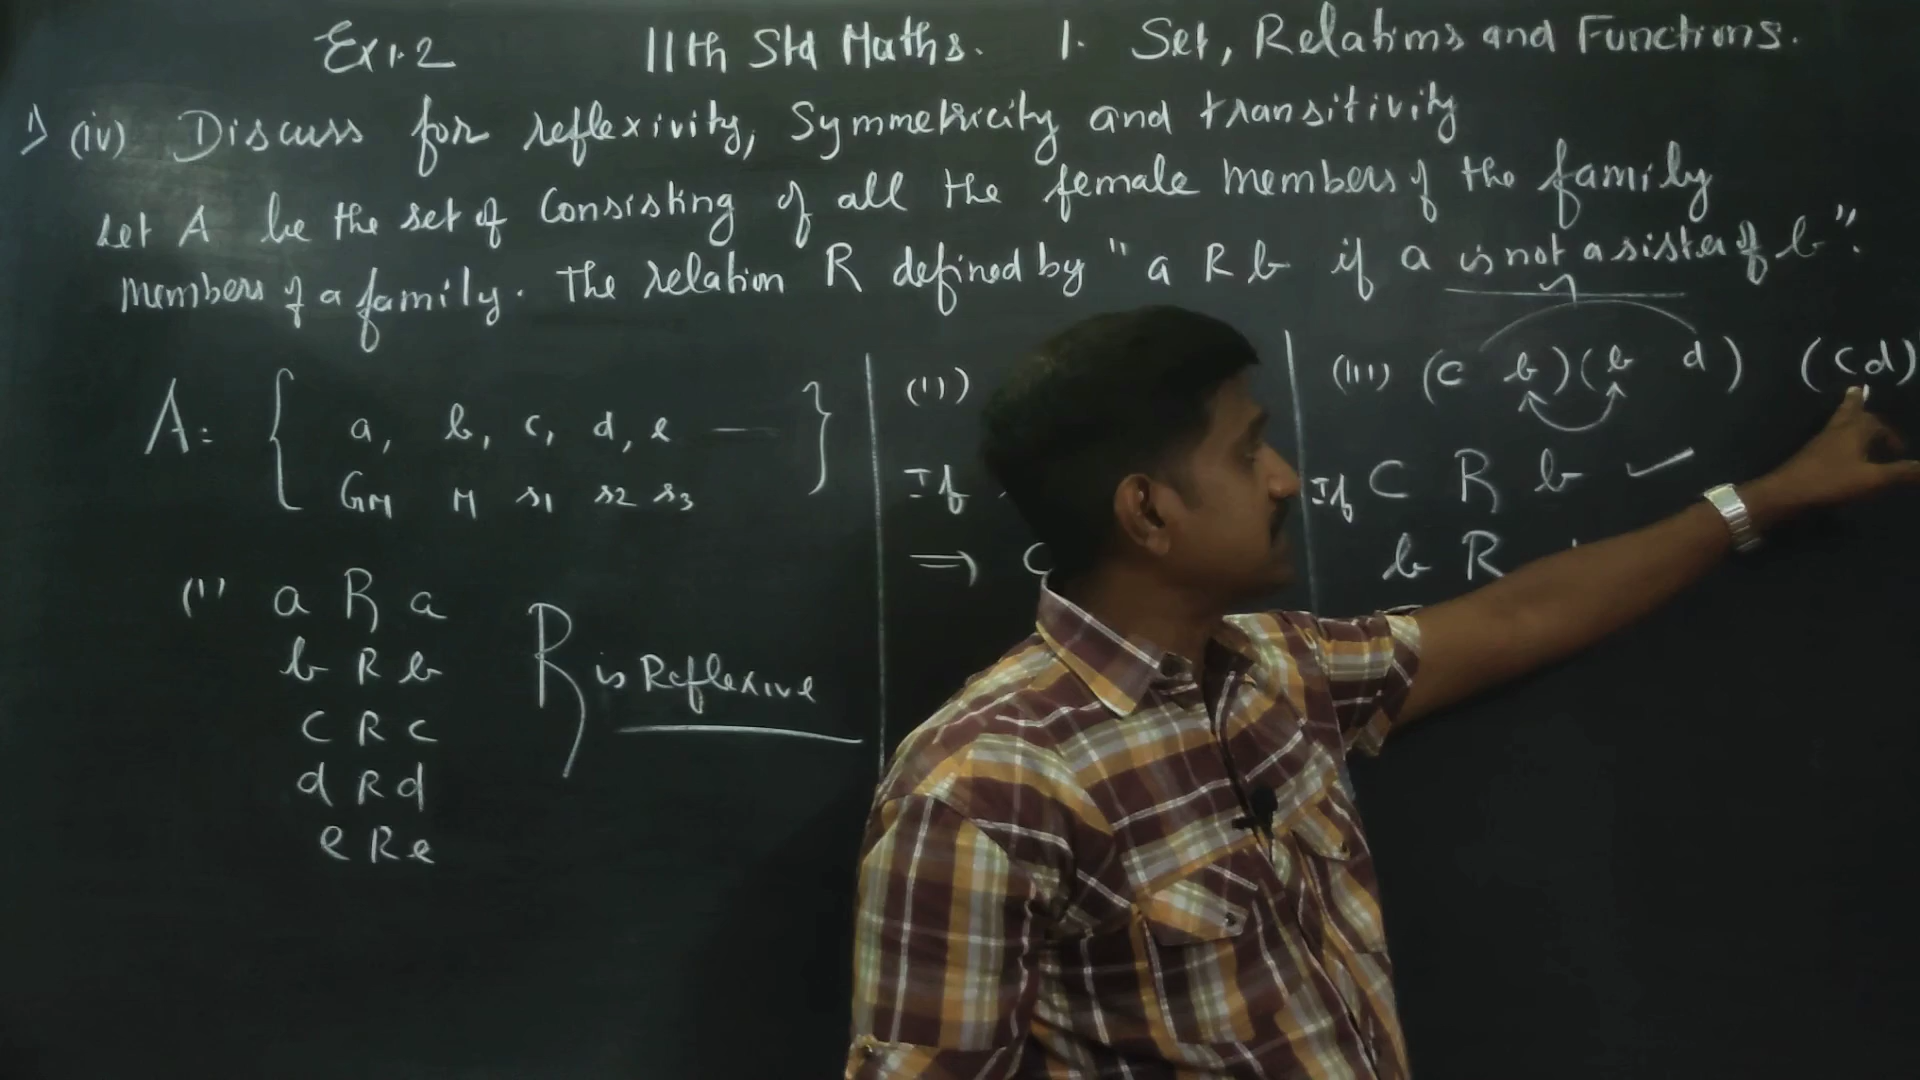 Ex 1.2 11th Std Maths. 1. Set, Relations and Functions.
1) (iv) Discuss for reflexivity, Symmetricity and transitivity
Let A be the set of Consisting of all the female members of the family
members of a family. The relation R defined by "a R b if a is not a sister of b".
A = { a, b, c, d, e — }
GM M s1 s2 s3
(i) a R a
b R b
c R c
d R d
e R e
R is Reflexive
(ii)
If
⇒ C
(iii) (c b) (b d) (c d)
If C R b ✓
b R